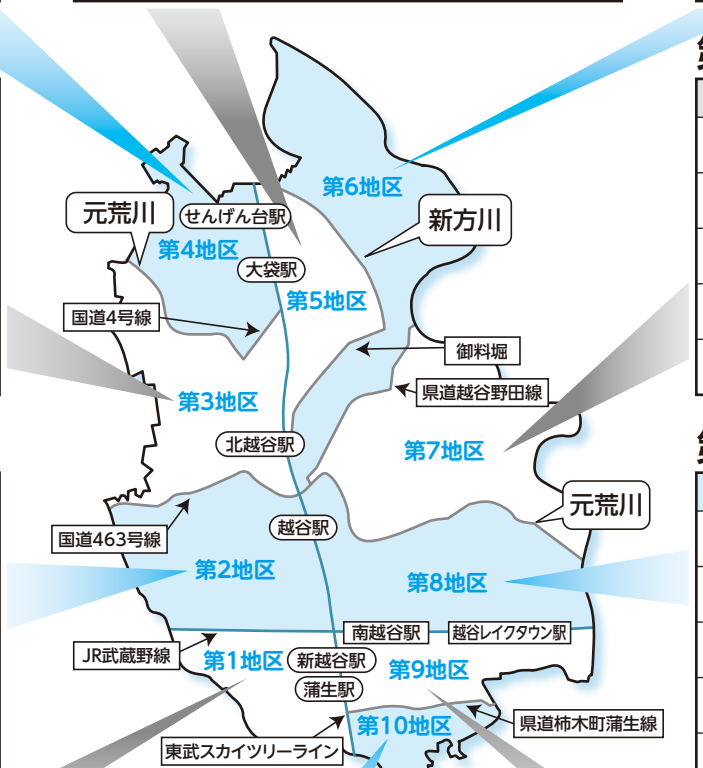 第6地区
元荒川
せんげん台駅
新方川
第4地区
大袋駅
第5地区
国道4号線
御料堀
県道越谷野田線
第3地区
北越谷駅
第7地区
元荒川
越谷駅
国道463号線
第2地区
第8地区
南越谷駅
越谷レイクタウン駅
JR武蔵野線
第1地区
新越谷駅
第9地区
蒲生駅
第10地区
県道柿木町蒲生線
東武スカイツリーライン